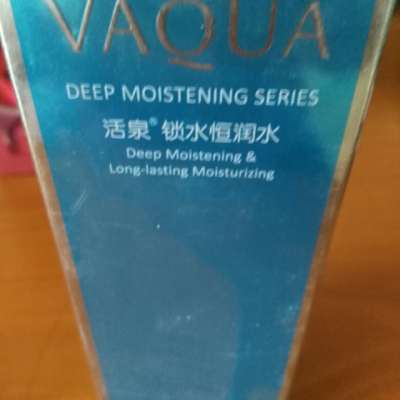 VAQUA
DEEP MOISTENING SERIES
活泉® 锁水恒润水
Deep Moistening &
Long-lasting Moisturizing